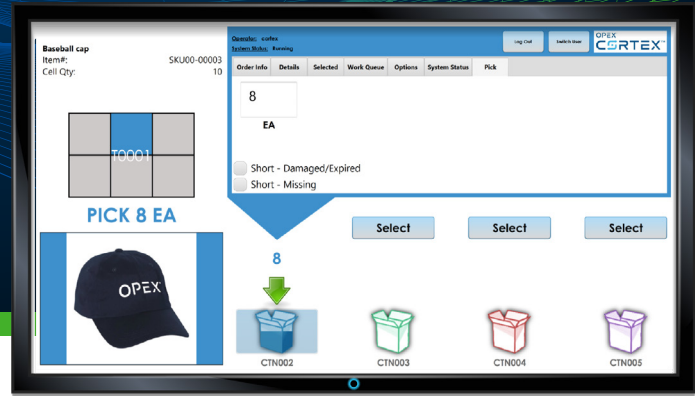 Baseball cap
Item#: SKU00-00003
Cell Qty: 10
T0001
PICK 8 EA
OPEX
Operator: cortex
System Status: Running
Log Out
Switch User
OPEX
CORTEX™
Order Info Details Selected Work Queue Options System Status Pick
8
EA
Short - Damaged/Expired
Short - Missing
Select Select Select
8
CTN002 CTN003 CTN004 CTN005